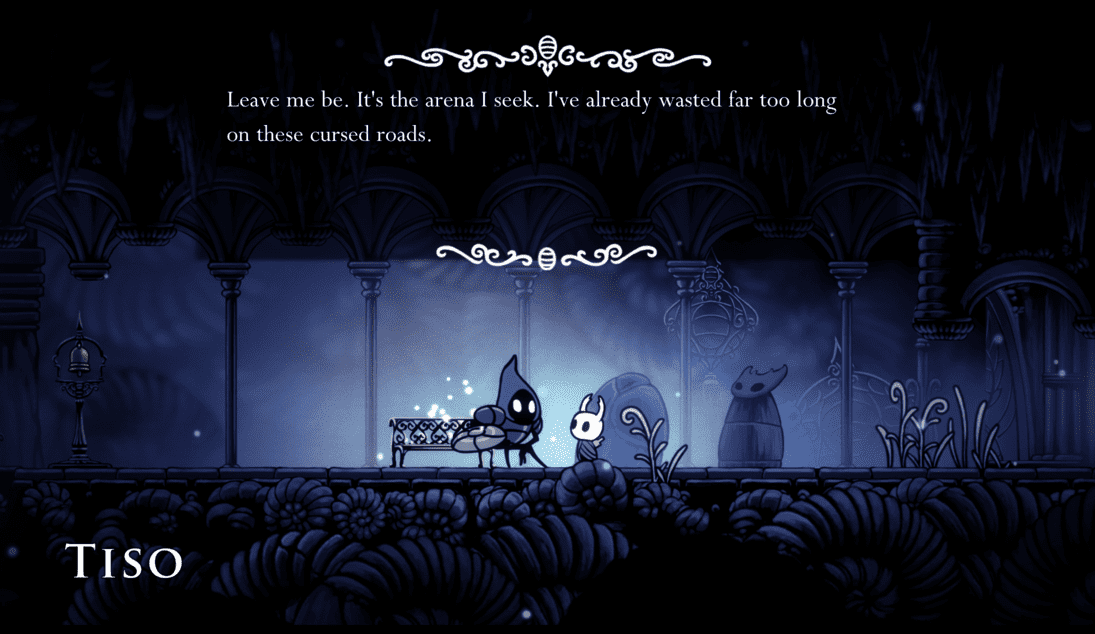 Leave me be. It's the arena I seek. I've already wasted far too long
on these cursed roads.
Tiso